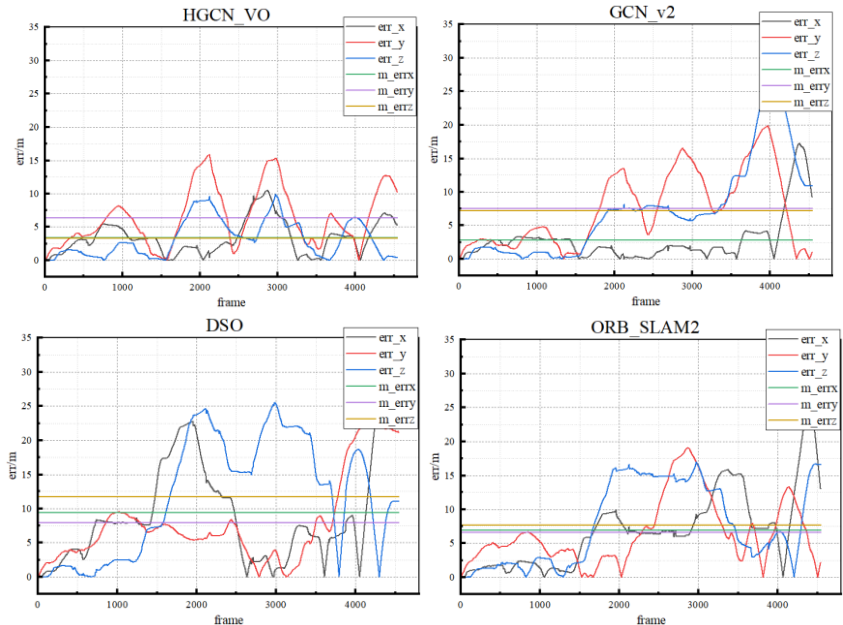 HGCN_VO
35
30
25
20
15
10
5
0
err/m
0 1000 2000 3000 4000
frame
err_x
err_y
err_z
m_errx
m_erry
m_errz
GCN_v2
35
30
25
20
15
10
5
0
err/m
0 1000 2000 3000 4000
frame
err_x
err_y
err_z
m_errx
m_erry
m_errz
DSO
35
30
25
20
15
10
5
0
err/m
0 1000 2000 3000 4000
frame
err_x
err_y
err_z
m_errx
m_erry
m_errz
ORB_SLAM2
35
30
25
20
15
10
5
0
err/m
0 1000 2000 3000 4000
frame
err_x
err_y
err_z
m_errx
m_erry
m_errz